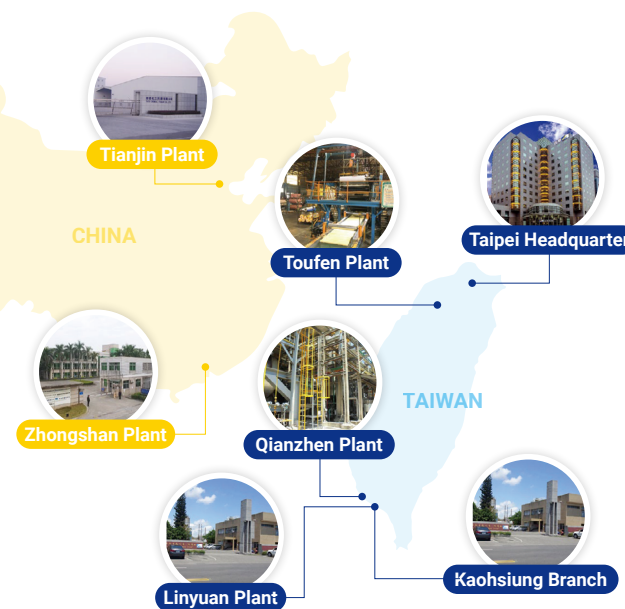 Tianjin Plant
CHINA
Toufen Plant
Taipei Headquarter
Zhongshan Plant
TAIWAN
Qianzhen Plant
Linyuan Plant
Kaohsiung Branch